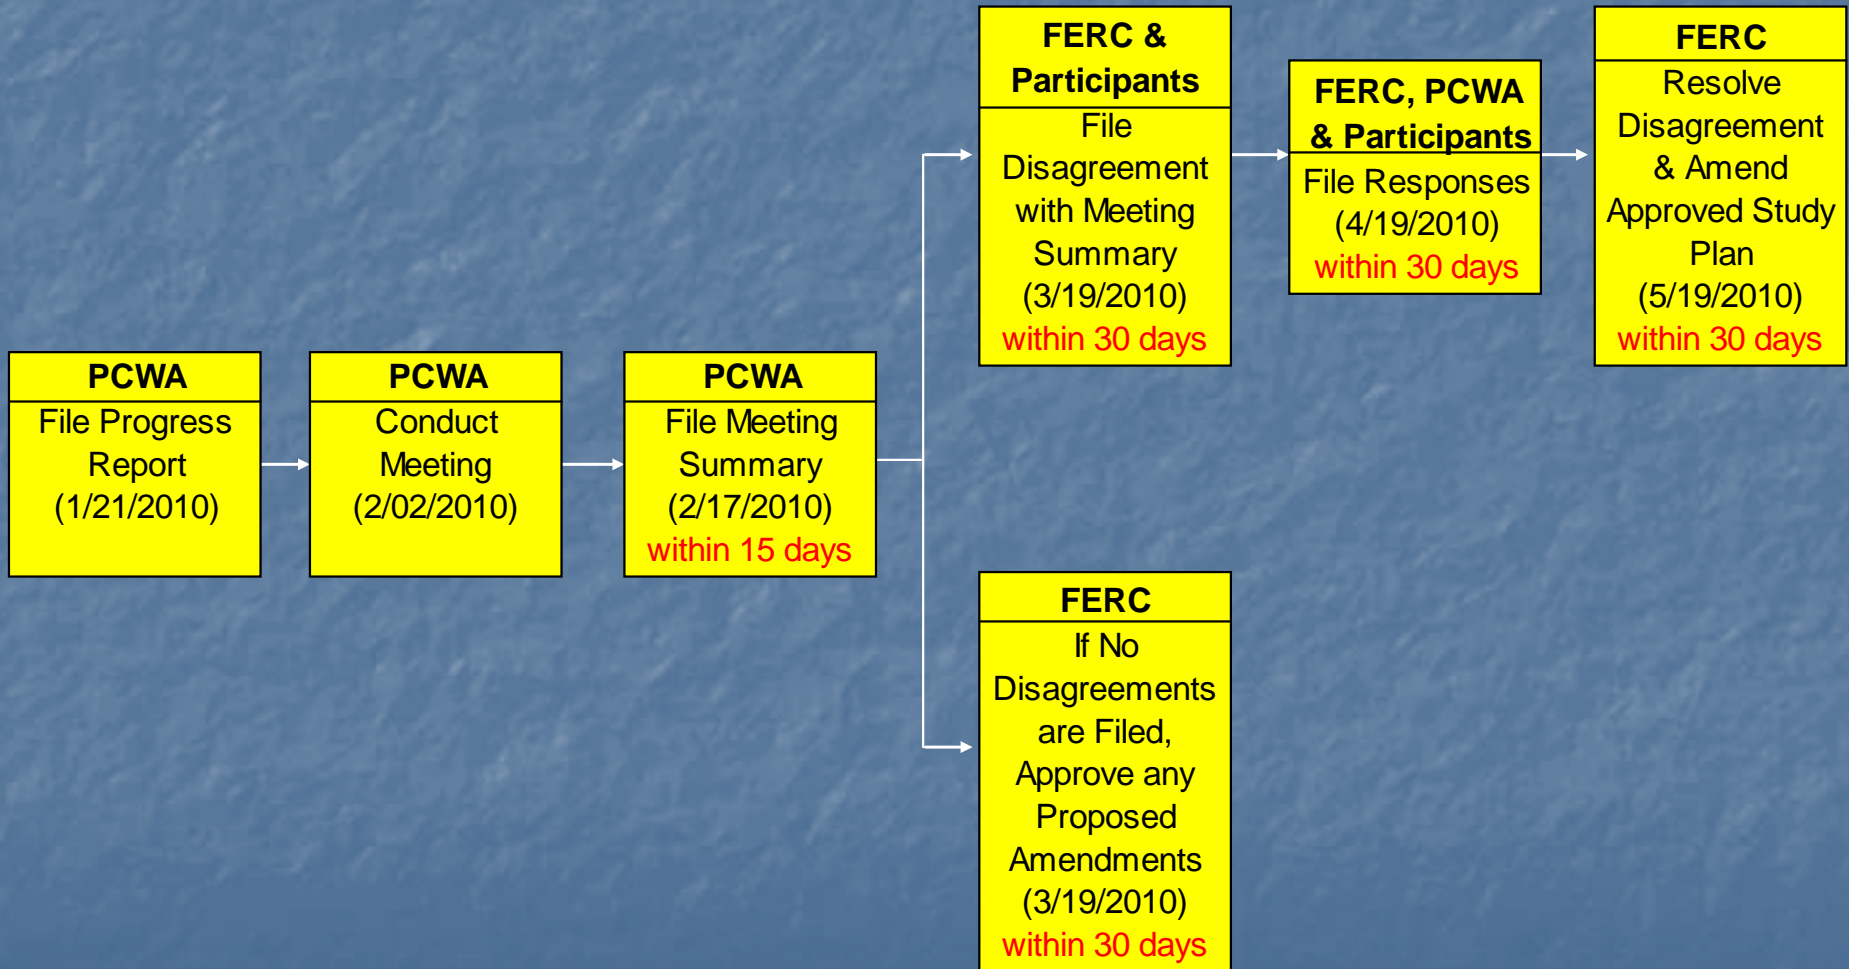 PCWA
File Progress
Report
(1/21/2010)
PCWA
Conduct
Meeting
(2/02/2010)
PCWA
File Meeting
Summary
(2/17/2010)
within 15 days
FERC &
Participants
File
Disagreement
with Meeting
Summary
(3/19/2010)
within 30 days
FERC, PCWA
& Participants
File Responses
(4/19/2010)
within 30 days
FERC
Resolve
Disagreement
& Amend
Approved Study
Plan
(5/19/2010)
within 30 days
FERC
If No
Disagreements
are Filed,
Approve any
Proposed
Amendments
(3/19/2010)
within 30 days